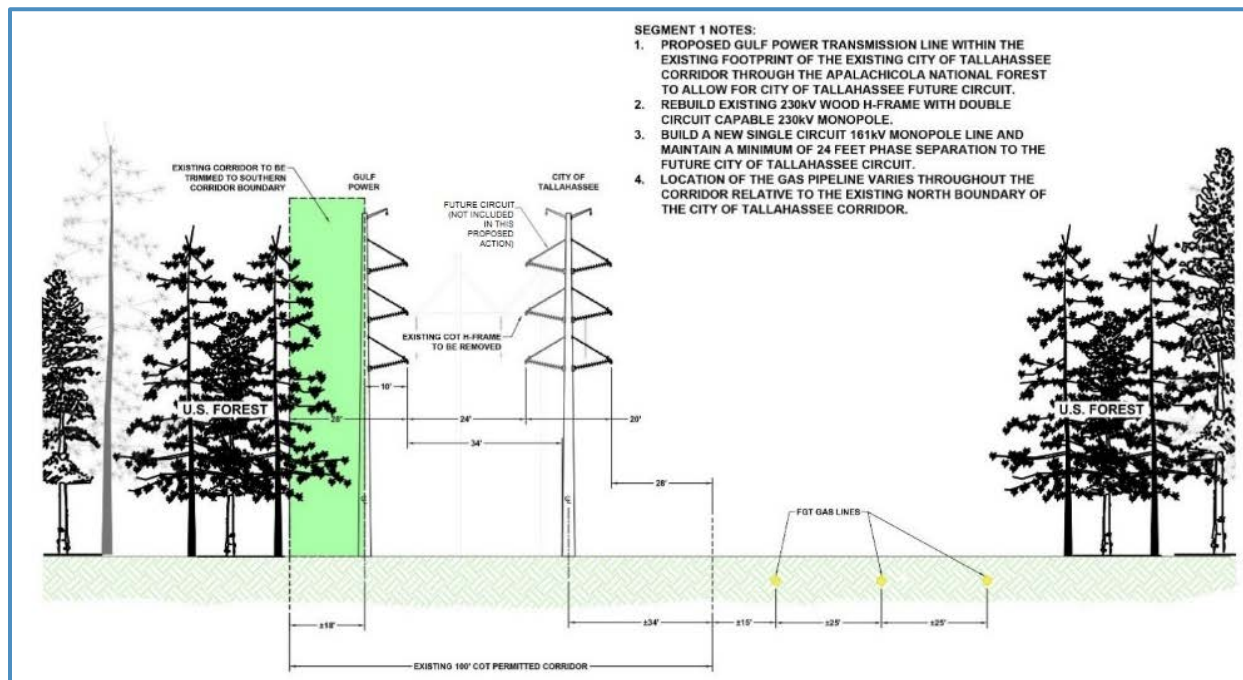 SEGMENT 1 NOTES:
1. PROPOSED GULF POWER TRANSMISSION LINE WITHIN THE
EXISTING FOOTPRINT OF THE EXISTING CITY OF TALLAHASSEE
CORRIDOR THROUGH THE APALACHICOLA NATIONAL FOREST
TO ALLOW FOR CITY OF TALLAHASSEE FUTURE CIRCUIT.
2. REBUILD EXISTING 230kV WOOD H-FRAME WITH DOUBLE
CIRCUIT CAPABLE 230kV MONOPOLE.
3. BUILD A NEW SINGLE CIRCUIT 161kV MONOPOLE LINE AND
MAINTAIN A MINIMUM OF 24 FEET PHASE SEPARATION TO THE
FUTURE CITY OF TALLAHASSEE CIRCUIT.
4. LOCATION OF THE GAS PIPELINE VARIES THROUGHOUT THE
CORRIDOR RELATIVE TO THE EXISTING NORTH BOUNDARY OF
THE CITY OF TALLAHASSEE CORRIDOR.
EXISTING CORRIDOR TO BE
TRIMMED TO SOUTHERN
CORRIDOR BOUNDARY
GULF
POWER
CITY OF
TALLAHASSEE
FUTURE CIRCUIT
(NOT INCLUDED
IN THIS
PROPOSED
ACTION)
EXISTING COT H-FRAME
TO BE REMOVED
10'
U.S. FOREST
U.S. FOREST
28'
24'
20'
34'
28'
FGT GAS LINES
±18'
±34'
±15'
±25'
±25'
EXISTING 100' COT PERMITTED CORRIDOR